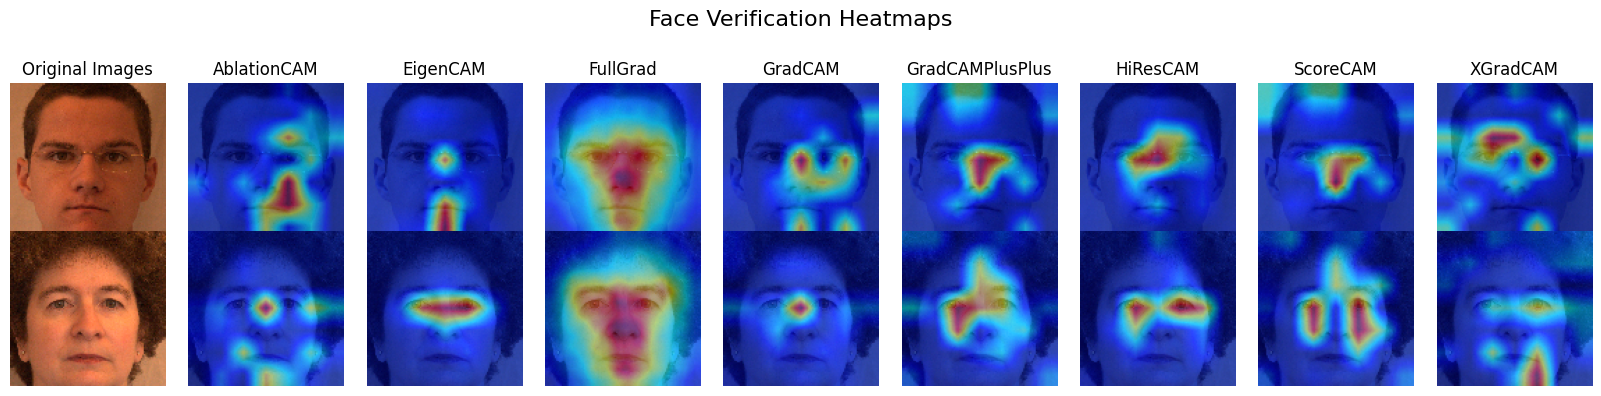 Face Verification Heatmaps
Original Images
AblationCAM
EigenCAM
FullGrad
GradCAM
GradCAMPlusPlus
HiResCAM
ScoreCAM
XGradCAM